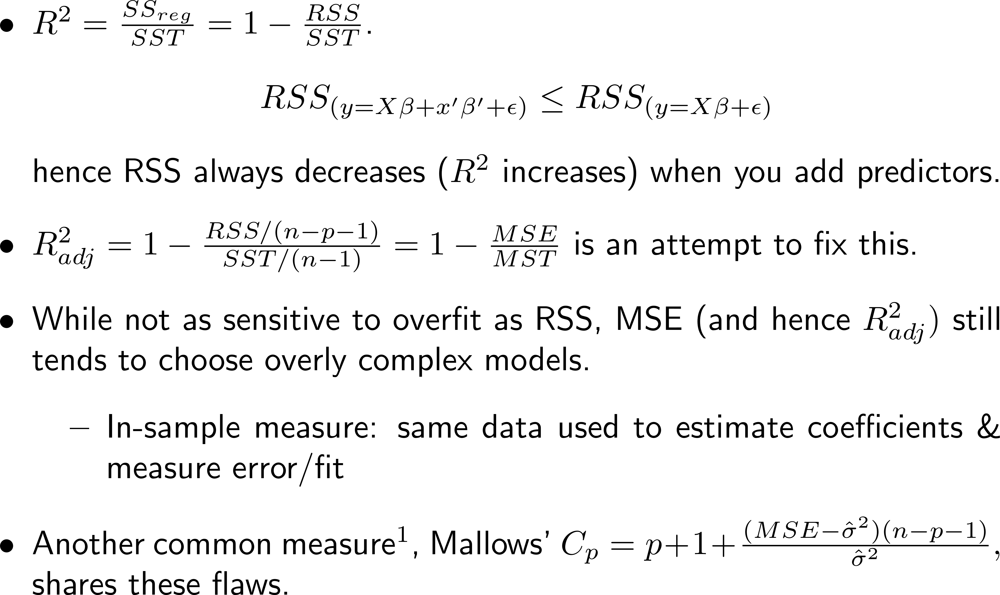 • $R^2 = \frac{SS_{reg}}{SST} = 1 - \frac{RSS}{SST}.$
$RSS_{(y=X\beta+x'\beta'+\epsilon)} \leq RSS_{(y=X\beta+\epsilon)}$
hence RSS always decreases ($R^2$ increases) when you add predictors.
• $R^2_{adj} = 1 - \frac{RSS/(n-p-1)}{SST/(n-1)} = 1 - \frac{MSE}{MST}$ is an attempt to fix this.
• While not as sensitive to overfit as RSS, MSE (and hence $R^2_{adj}$) still
tends to choose overly complex models.
– In-sample measure: same data used to estimate coefficients &
measure error/fit
• Another common measure$^1$, Mallows' $C_p = p+1+\frac{(MSE-\hat{\sigma}^2)(n-p-1)}{\hat{\sigma}^2}$,
shares these flaws.